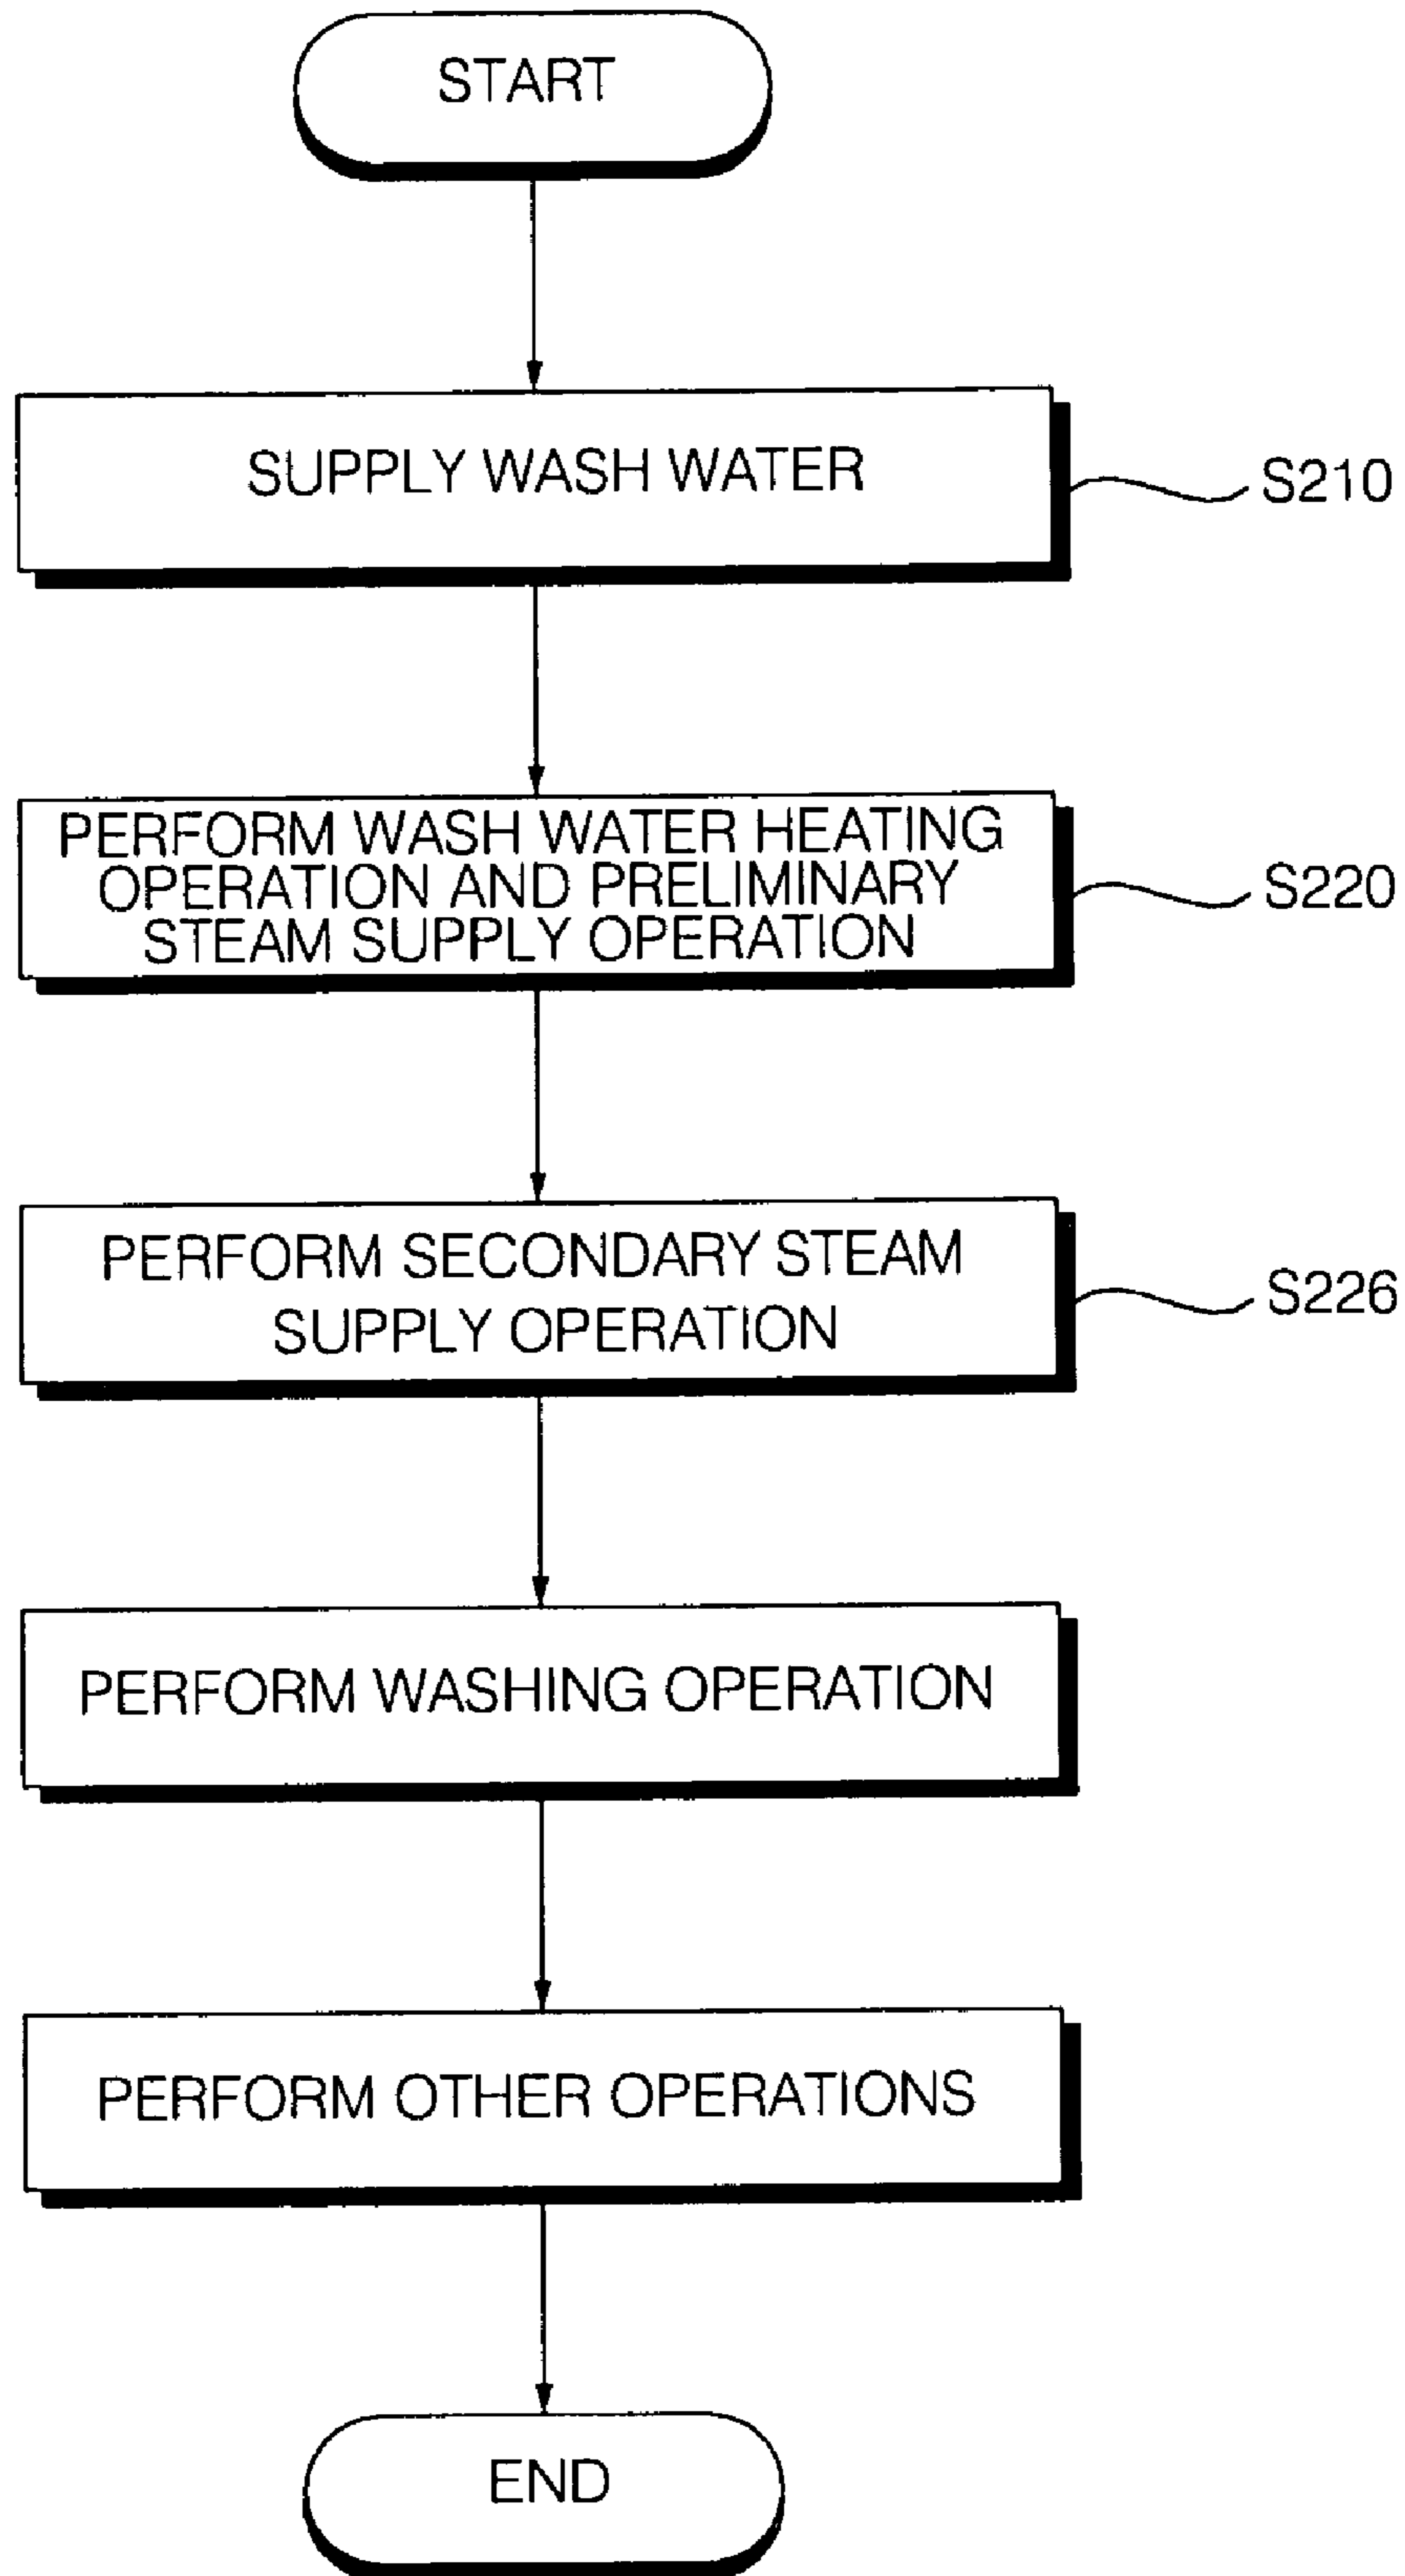 START
SUPPLY WASH WATER
S210
PERFORM WASH WATER HEATING
OPERATION AND PRELIMINARY
STEAM SUPPLY OPERATION
S220
PERFORM SECONDARY STEAM
SUPPLY OPERATION
S226
PERFORM WASHING OPERATION
PERFORM OTHER OPERATIONS
END